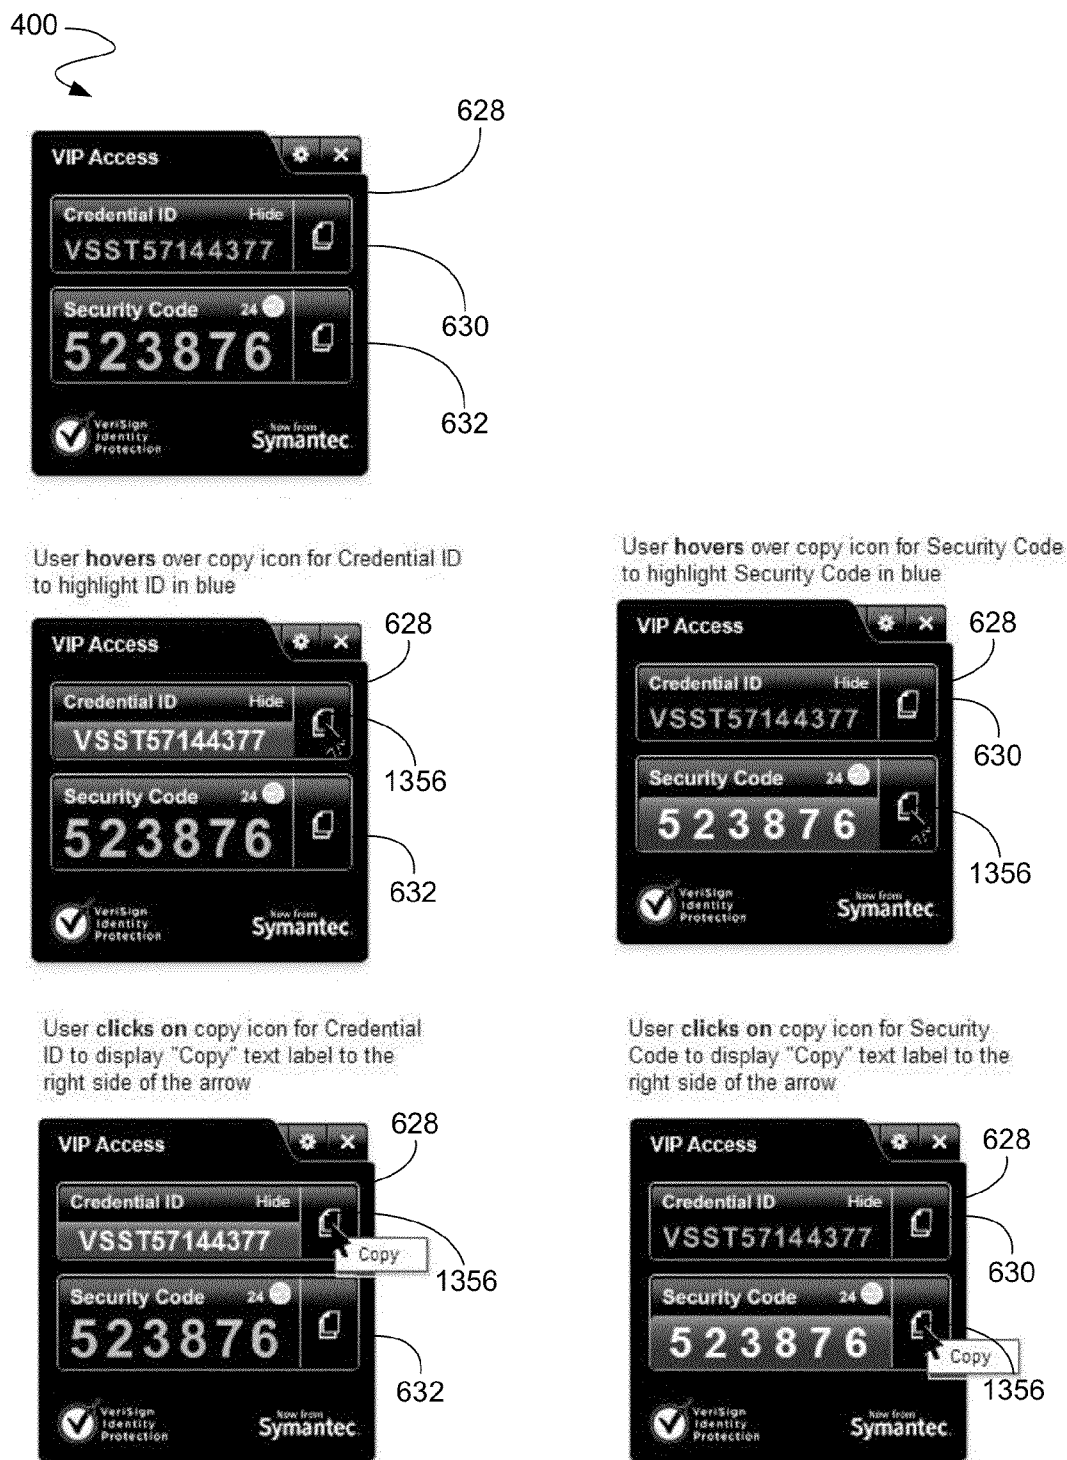 400
628
VIP Access
Credential ID Hide
VSST57144377
630
Security Code 24
523876
632
VeriSign
Identity
Protection
Now from
Symantec
User hovers over copy icon for Credential ID
to highlight ID in blue
628
VIP Access
Credential ID Hide
VSST57144377
1356
Security Code 24
523876
632
VeriSign
Identity
Protection
Now from
Symantec
User hovers over copy icon for Security Code
to highlight Security Code in blue
628
VIP Access
Credential ID Hide
VSST57144377
630
Security Code 24
523876
1356
VeriSign
Identity
Protection
Now from
Symantec
User clicks on copy icon for Credential
ID to display "Copy" text label to the
right side of the arrow
628
VIP Access
Credential ID Hide
VSST57144377
Copy
1356
Security Code 24
523876
632
VeriSign
Identity
Protection
Now from
Symantec
User clicks on copy icon for Security
Code to display "Copy" text label to the
right side of the arrow
628
VIP Access
Credential ID Hide
VSST57144377
630
Security Code 24
523876
Copy
1356
VeriSign
Identity
Protection
Now from
Symantec